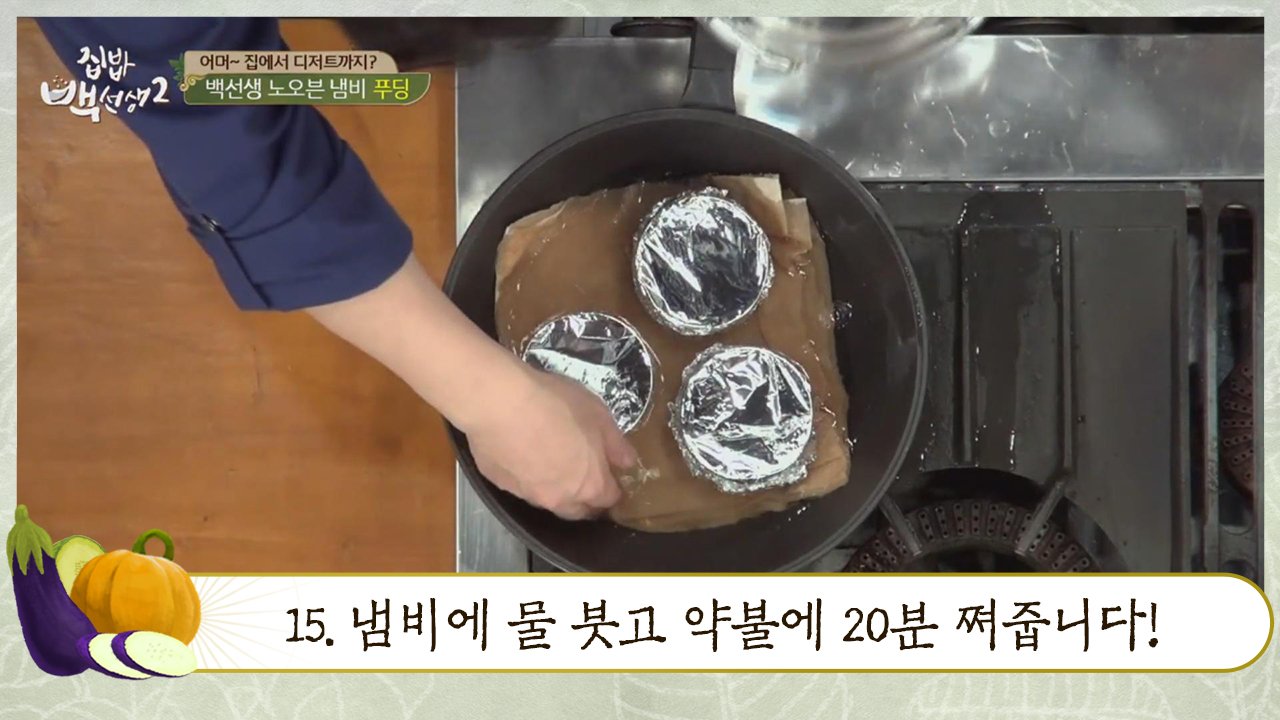 집밥
백선생2
어머~ 집에서 디저트까지?
백선생 노오븐 냄비 푸딩
15. 냄비에 물 붓고 약불에 20분 쪄줍니다!